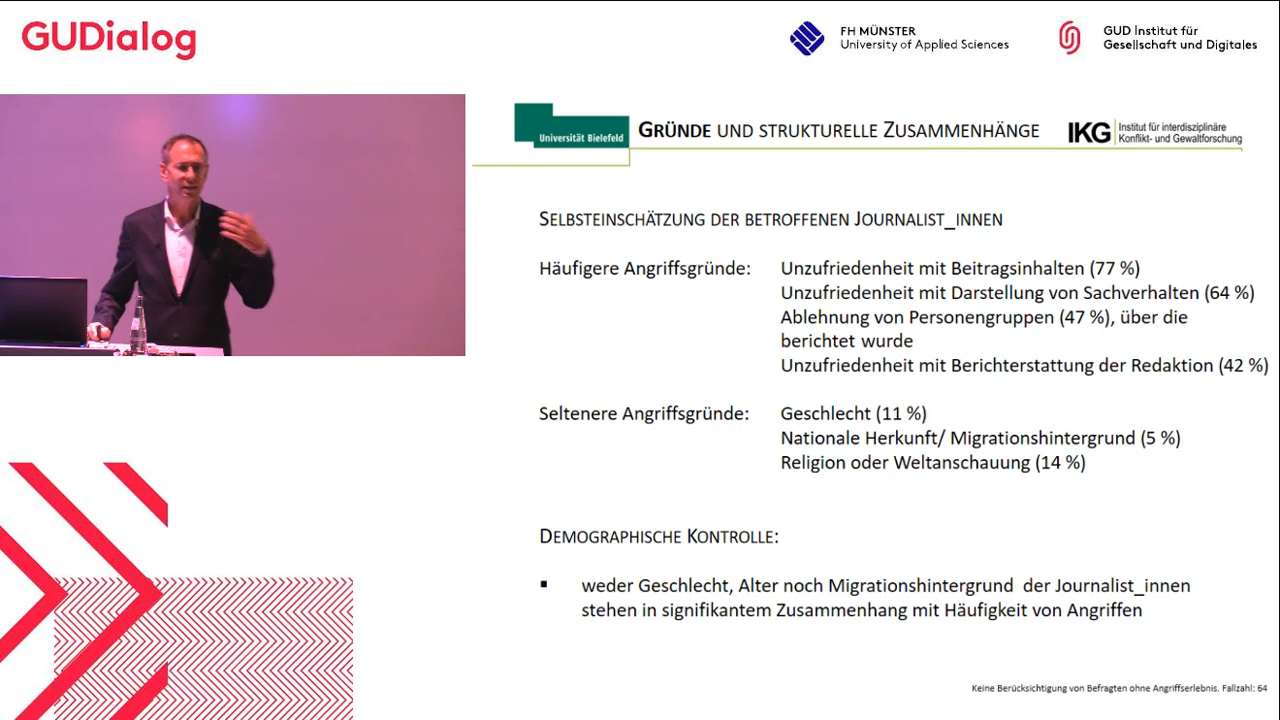 GUDialog
FH MÜNSTER
University of Applied Sciences
GUD Institut für
Gesellschaft und Digitales
Universität Bielefeld
GRÜNDE UND STRUKTURELLE ZUSAMMENHÄNGE
IKG
Institut für interdisziplinäre
Konflikt- und Gewaltforschung
SELBSTEINSCHÄTZUNG DER BETROFFENEN JOURNALIST_INNEN
Häufigere Angriffsgründe: Unzufriedenheit mit Beitragsinhalten (77 %)
Unzufriedenheit mit Darstellung von Sachverhalten (64 %)
Ablehnung von Personengruppen (47 %), über die
berichtet wurde
Unzufriedenheit mit Berichterstattung der Redaktion (42 %)
Seltenere Angriffsgründe: Geschlecht (11 %)
Nationale Herkunft/ Migrationshintergrund (5 %)
Religion oder Weltanschauung (14 %)
DEMOGRAPHISCHE KONTROLLE:
▪ weder Geschlecht, Alter noch Migrationshintergrund der Journalist_innen
stehen in signifikantem Zusammenhang mit Häufigkeit von Angriffen
Keine Berücksichtigung von Befragten ohne Angriffserlebnis. Fallzahl: 64